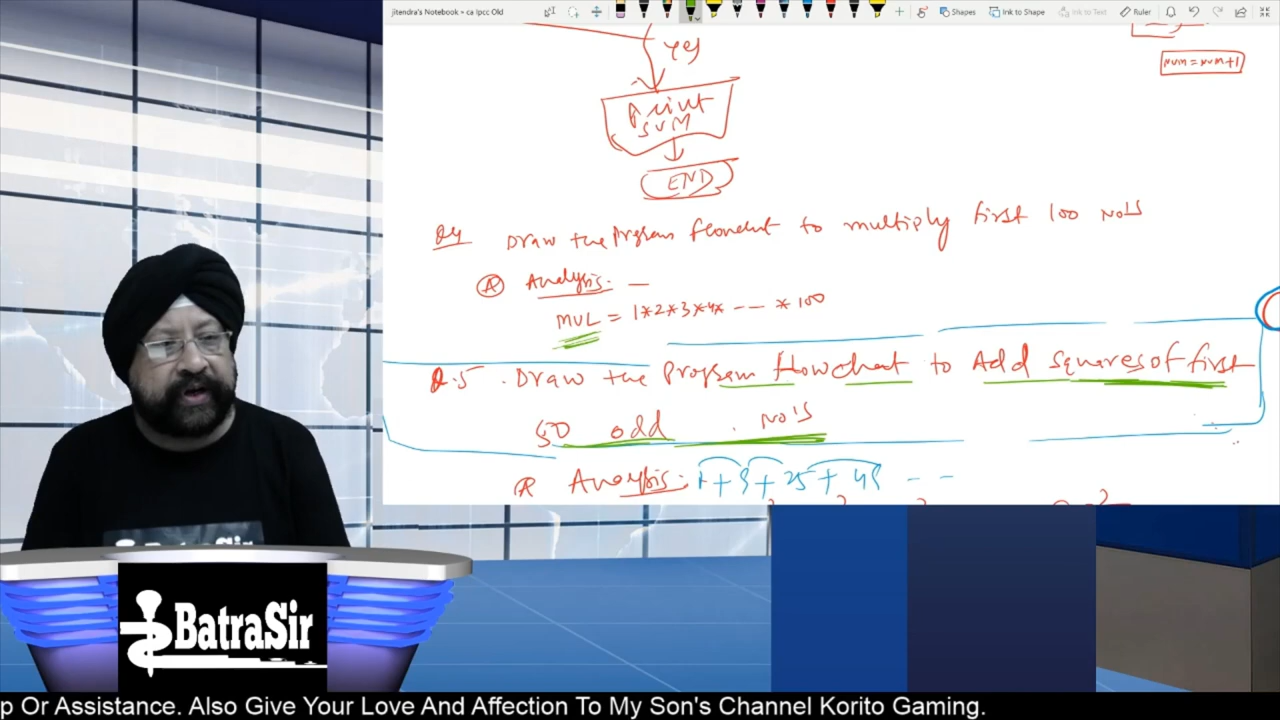 jitendra's Notebook » ca Ipcc Old
Shapes
Ink to Shape
Ink to Text
Ruler
yes
NUM = NUM+1
Print
SUM
END
Q4 Draw the Program flowchart to multiply first 100 No's
A Analysis: —
MUL = 1*2*3*4* --- * 100
Q.5. Draw the Program flowchart to Add squares of first
50 odd No's
A Analysis: 1 + 9 + 25 + 49 - -
BatraSir
BatraSir
p Or Assistance. Also Give Your Love And Affection To My Son's Channel Korito Gaming.